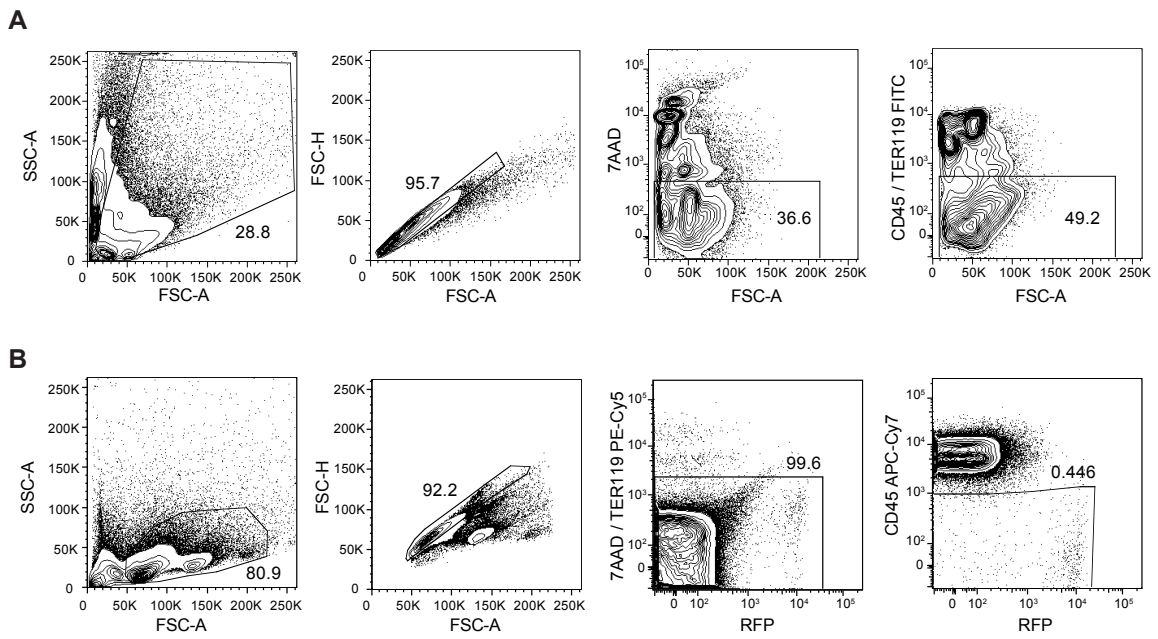 A
SSC-A
250K
200K
150K
100K
50K
0
28.8
0 50K 100K 150K 200K 250K
FSC-A
FSC-H
250K
200K
150K
100K
50K
0
95.7
0 50K 100K 150K 200K 250K
FSC-A
7AAD
10⁵
10⁴
10³
10²
0
36.6
0 50K 100K 150K 200K 250K
FSC-A
CD45 / TER119 FITC
10⁵
10⁴
10³
10²
0
49.2
0 50K 100K 150K 200K 250K
FSC-A
B
SSC-A
250K
200K
150K
100K
50K
0
80.9
0 50K 100K 150K 200K 250K
FSC-A
FSC-H
250K
200K
150K
100K
50K
0
92.2
0 50K 100K 150K 200K 250K
FSC-A
7AAD / TER119 PE-Cy5
10⁵
10⁴
10³
10²
0
99.6
0 10² 10³ 10⁴ 10⁵
RFP
CD45 APC-Cy7
10⁵
10⁴
10³
10²
0
0.446
0 10² 10³ 10⁴ 10⁵
RFP